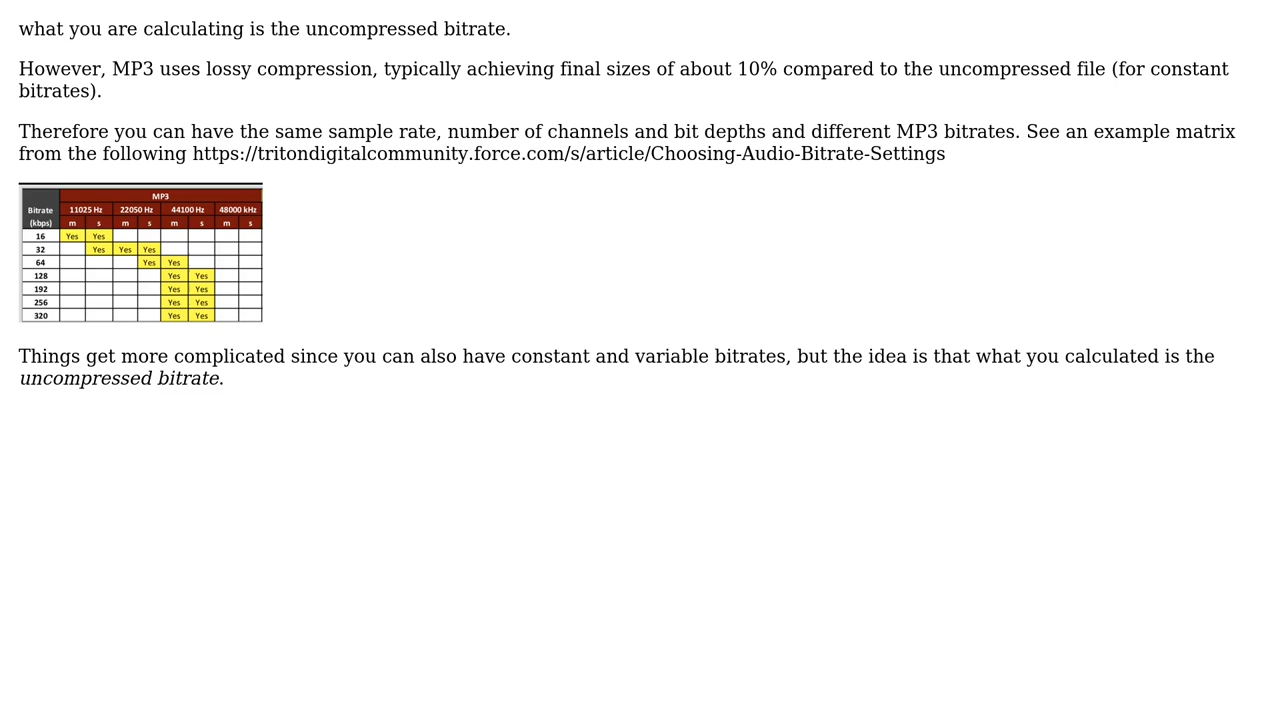 what you are calculating is the uncompressed bitrate.
However, MP3 uses lossy compression, typically achieving final sizes of about 10% compared to the uncompressed file (for constant
bitrates).
Therefore you can have the same sample rate, number of channels and bit depths and different MP3 bitrates. See an example matrix
from the following https://tritondigitalcommunity.force.com/s/article/Choosing-Audio-Bitrate-Settings
MP3
Bitrate 11025 Hz 22050 Hz 44100 Hz 48000 kHz
(kbps) m s m s m s m s
16 Yes Yes
32 Yes Yes Yes
64 Yes Yes
128 Yes Yes
192 Yes Yes
256 Yes Yes
320 Yes Yes
Things get more complicated since you can also have constant and variable bitrates, but the idea is that what you calculated is the
uncompressed bitrate.